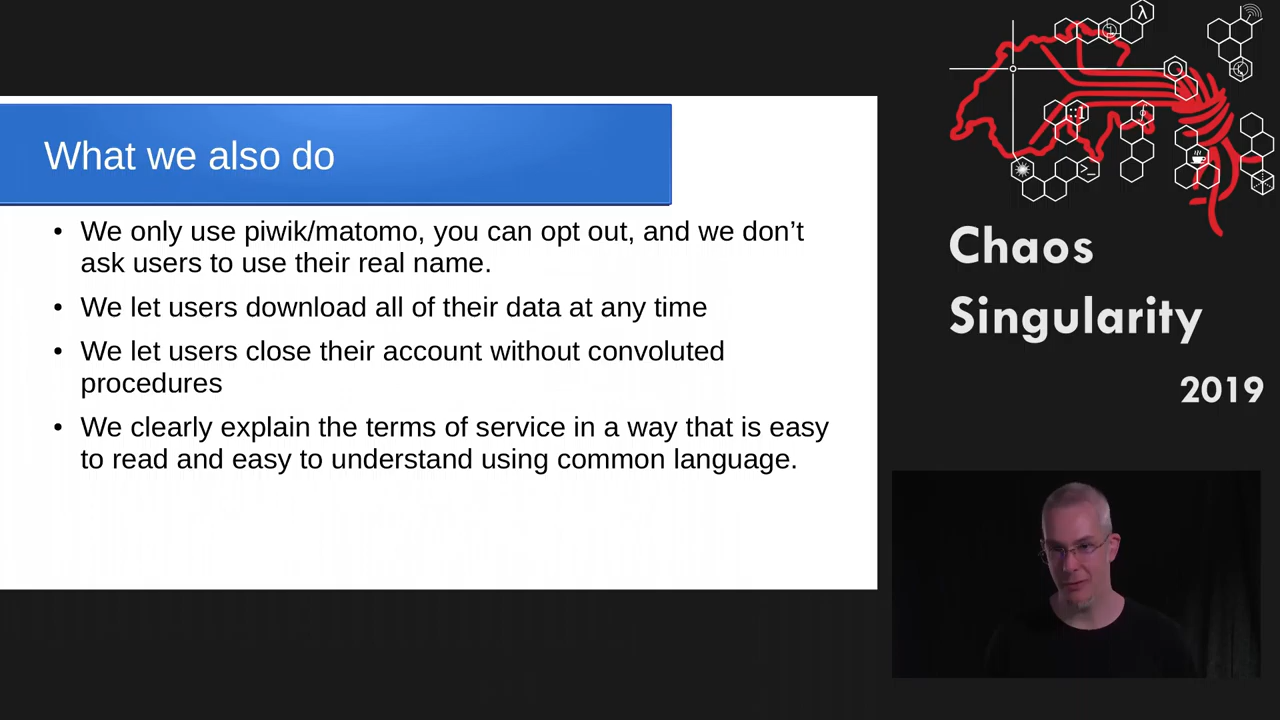 What we also do
• We only use piwik/matomo, you can opt out, and we don’t
ask users to use their real name.
• We let users download all of their data at any time
• We let users close their account without convoluted
procedures
• We clearly explain the terms of service in a way that is easy
to read and easy to understand using common language.
λ
:::1
>_
Chaos
Singularity
2019